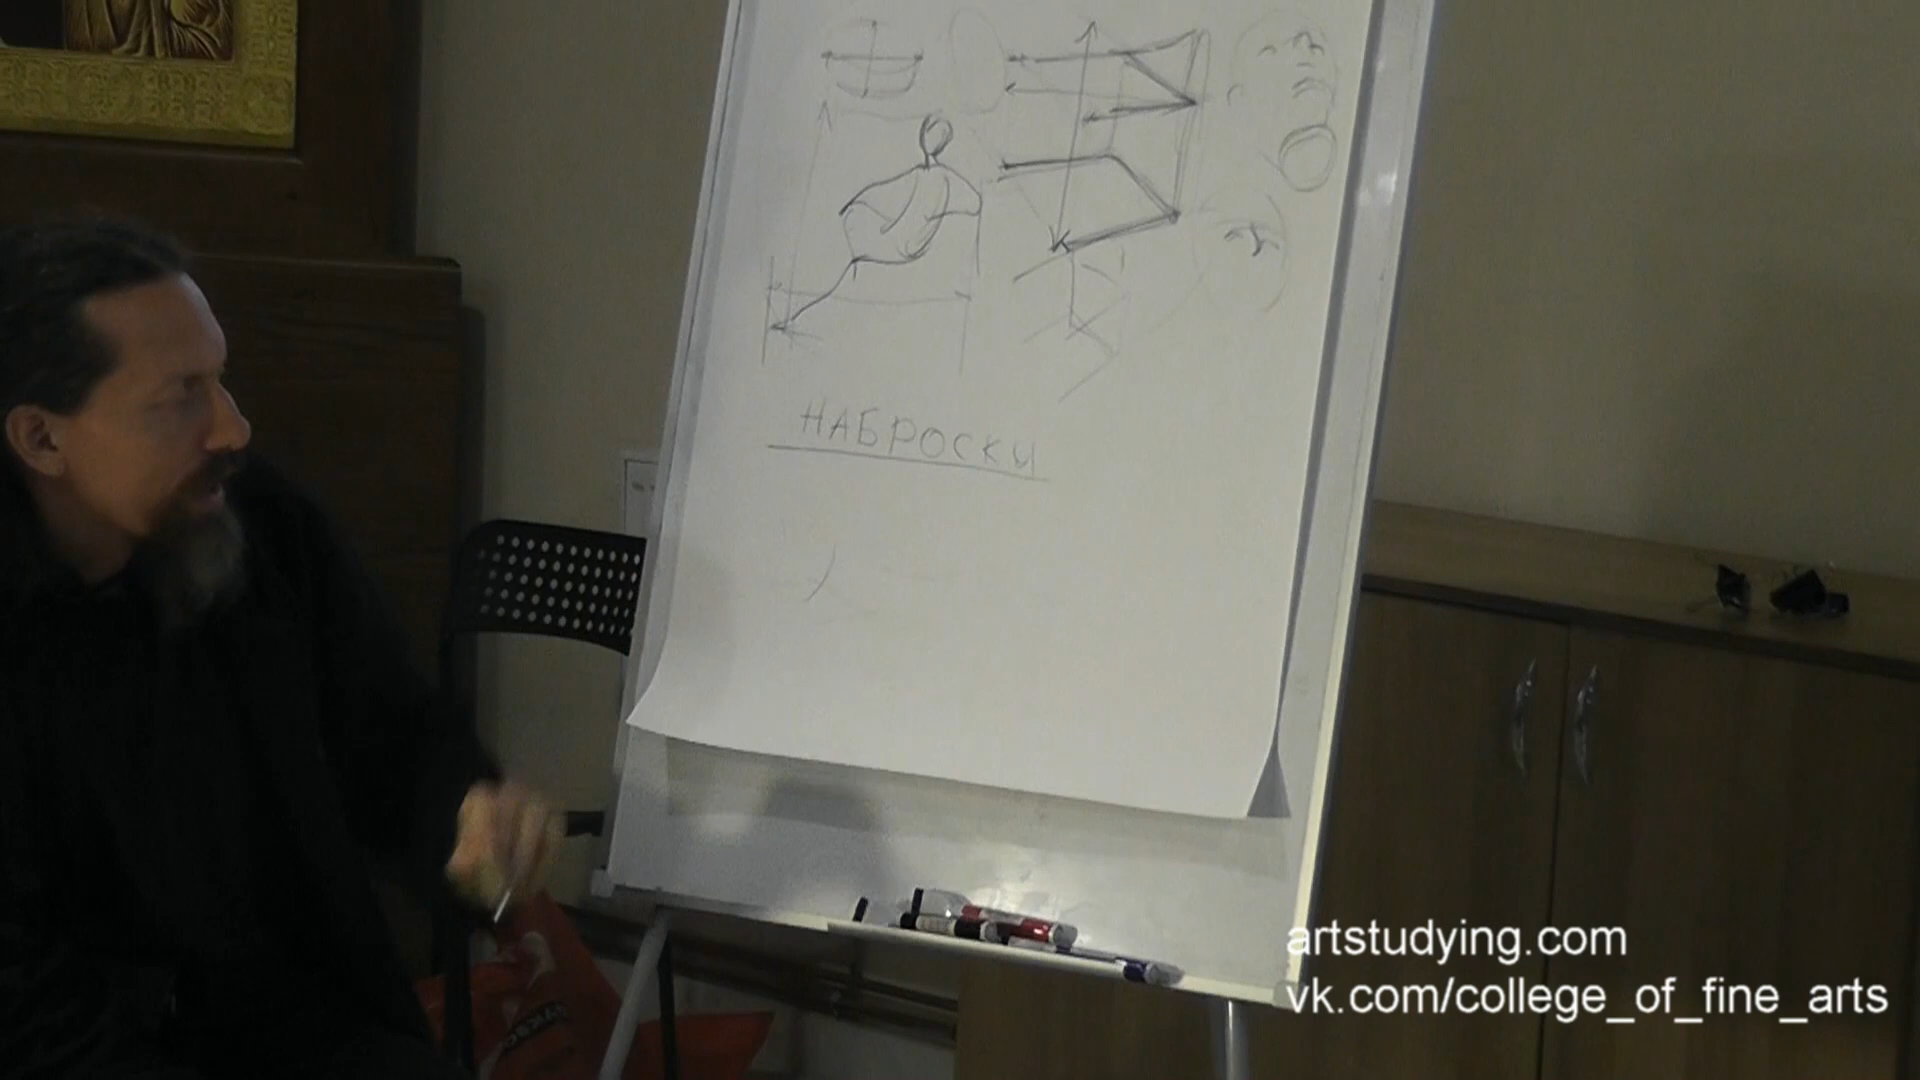 НАБРОСКИ
artstudying.com
vk.com/college_of_fine_arts